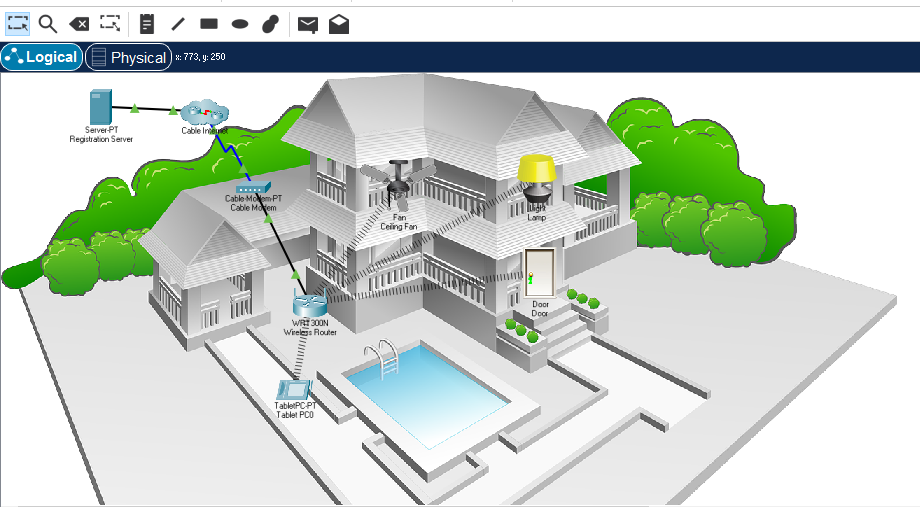 Logical
Physical
x: 773, y: 250
Server-PT
Registration Server
Cable Internet
Cable-Modem-PT
Cable Modem
Fan
Ceiling Fan
Light
Lamp
Door
Door
WRT300N
Wireless Router
TabletPC-PT
Tablet PC0